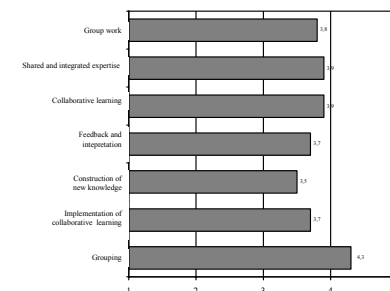 Group work
3,8
Shared and integrated expertise
3,9
Collaborative learning
3,9
Feedback and
intepretation
3,7
Construction of
new knowledge
3,5
Implementation of
collaborative learning
3,7
Grouping
4,3
1
2
3
4